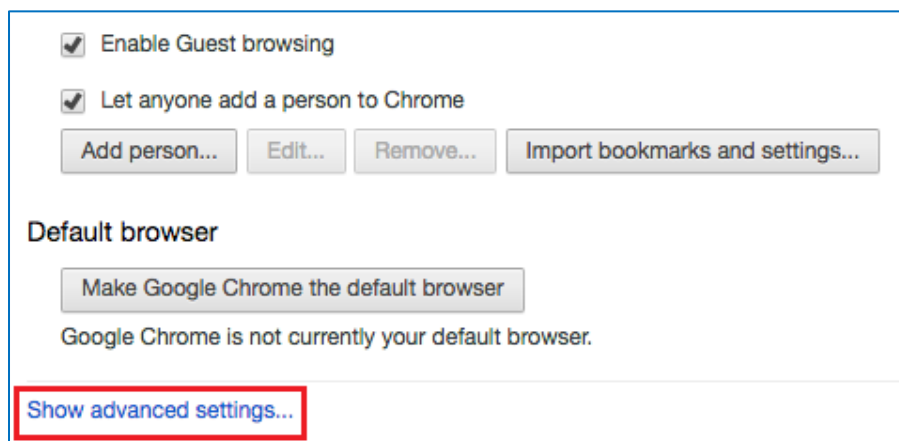 Enable Guest browsing
Let anyone add a person to Chrome
Add person... Edit... Remove... Import bookmarks and settings...
Default browser
Make Google Chrome the default browser
Google Chrome is not currently your default browser.
Show advanced settings...